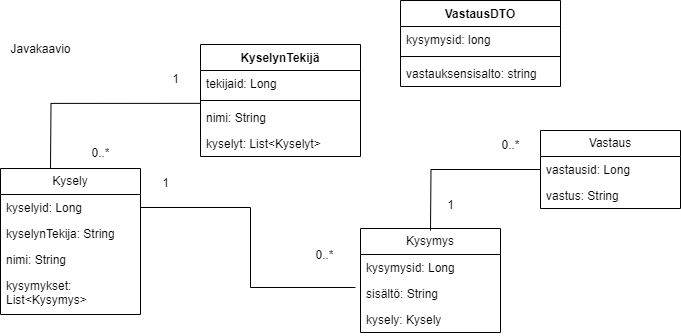 VastausDTO
kysymysid: long
vastauksensisalto: string
Javakaavio
KyselynTekijä
tekijaid: Long
nimi: String
kyselyt: List<Kyselyt>
1
0..*
Vastaus
vastausid: Long
vastus: String
0..*
1
Kysely
kyselyid: Long
kyselynTekija: String
nimi: String
kysymykset:
List<Kysymys>
1
0..*
Kysymys
kysymysid: Long
sisältö: String
kysely: Kysely